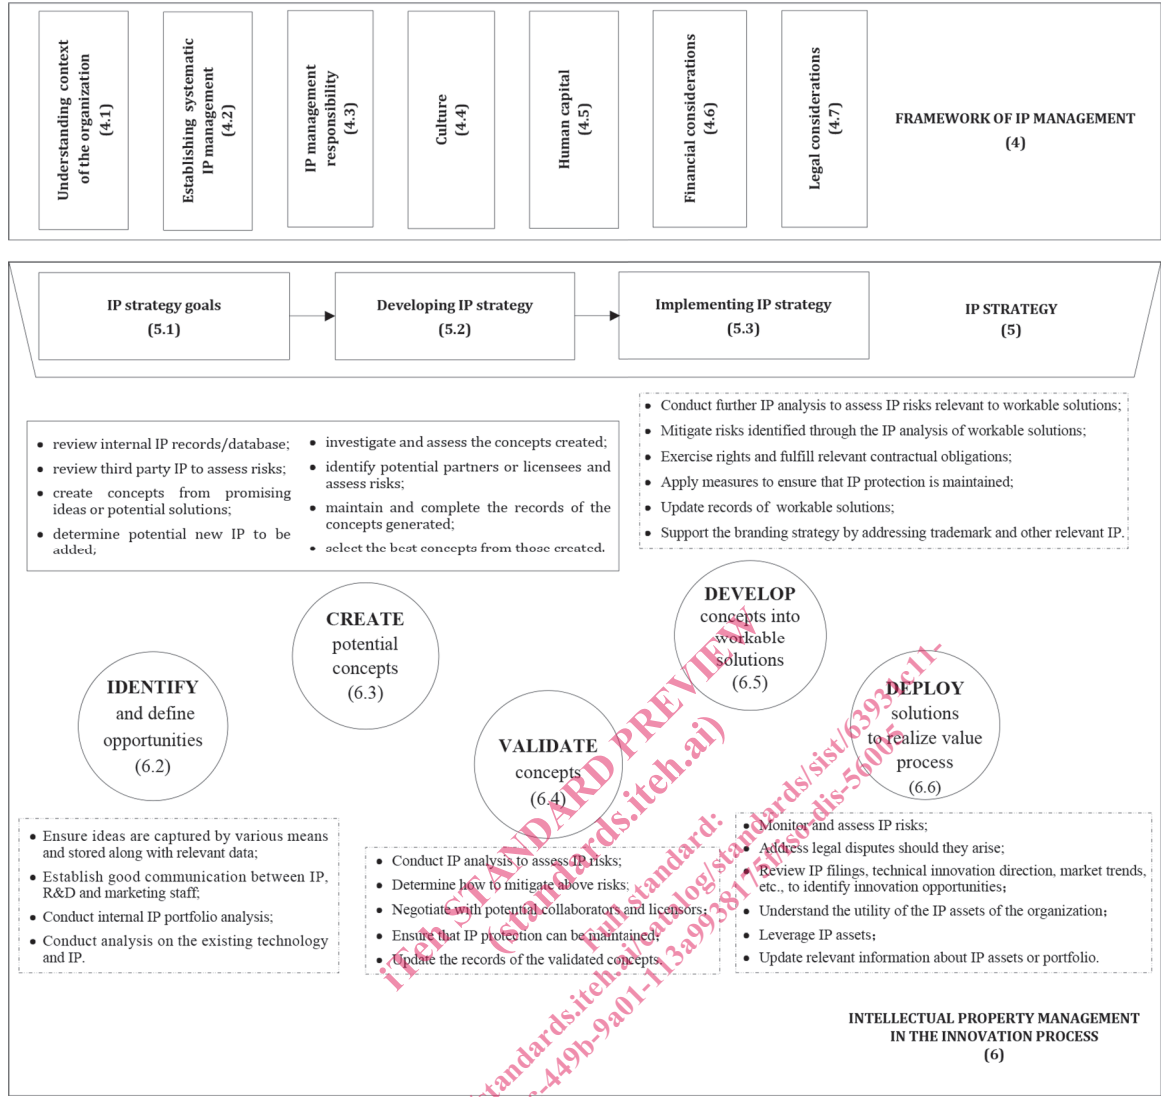 Understanding context
of the organization
(4.1)
Establishing systematic
IP management
(4.2)
IP management
responsibility
(4.3)
Culture
(4.4)
Human capital
(4.5)
Financial considerations
(4.6)
Legal considerations
(4.7)
FRAMEWORK OF IP MANAGEMENT
(4)
IP strategy goals
(5.1)
Developing IP strategy
(5.2)
Implementing IP strategy
(5.3)
IP STRATEGY
(5)
• review internal IP records/database;
• review third party IP to assess risks;
• create concepts from promising
ideas or potential solutions;
• determine potential new IP to be
added;
• investigate and assess the concepts created;
• identify potential partners or licensees and
assess risks;
• maintain and complete the records of the
concepts generated;
• select the best concepts from those created.
• Conduct further IP analysis to assess IP risks relevant to workable solutions;
• Mitigate risks identified through the IP analysis of workable solutions;
• Exercise rights and fulfill relevant contractual obligations;
• Apply measures to ensure that IP protection is maintained;
• Update records of workable solutions;
• Support the branding strategy by addressing trademark and other relevant IP.
IDENTIFY
and define
opportunities
(6.2)
CREATE
potential
concepts
(6.3)
VALIDATE
concepts
(6.4)
DEVELOP
concepts into
workable
solutions
(6.5)
DEPLOY
solutions
to realize value
process
(6.6)
• Ensure ideas are captured by various means
and stored along with relevant data;
• Establish good communication between IP,
R&D and marketing staff;
• Conduct internal IP portfolio analysis;
• Conduct analysis on the existing technology
and IP.
• Conduct IP analysis to assess IP risks;
• Determine how to mitigate above risks;
• Negotiate with potential collaborators and licensors;
• Ensure that IP protection can be maintained;
• Update the records of the validated concepts.
• Monitor and assess IP risks;
• Address legal disputes should they arise;
• Review IP filings, technical innovation direction, market trends,
etc., to identify innovation opportunities;
• Understand the utility of the IP assets of the organization;
• Leverage IP assets;
• Update relevant information about IP assets or portfolio.
INTELLECTUAL PROPERTY MANAGEMENT
IN THE INNOVATION PROCESS
(6)
iTeh STANDARD PREVIEW
(standards.iteh.ai)
Full standard:
standards.iteh.ai/catalog/standards/sist/63931c11-
-449b-9a01-113a9938175f/iso-dis-56005